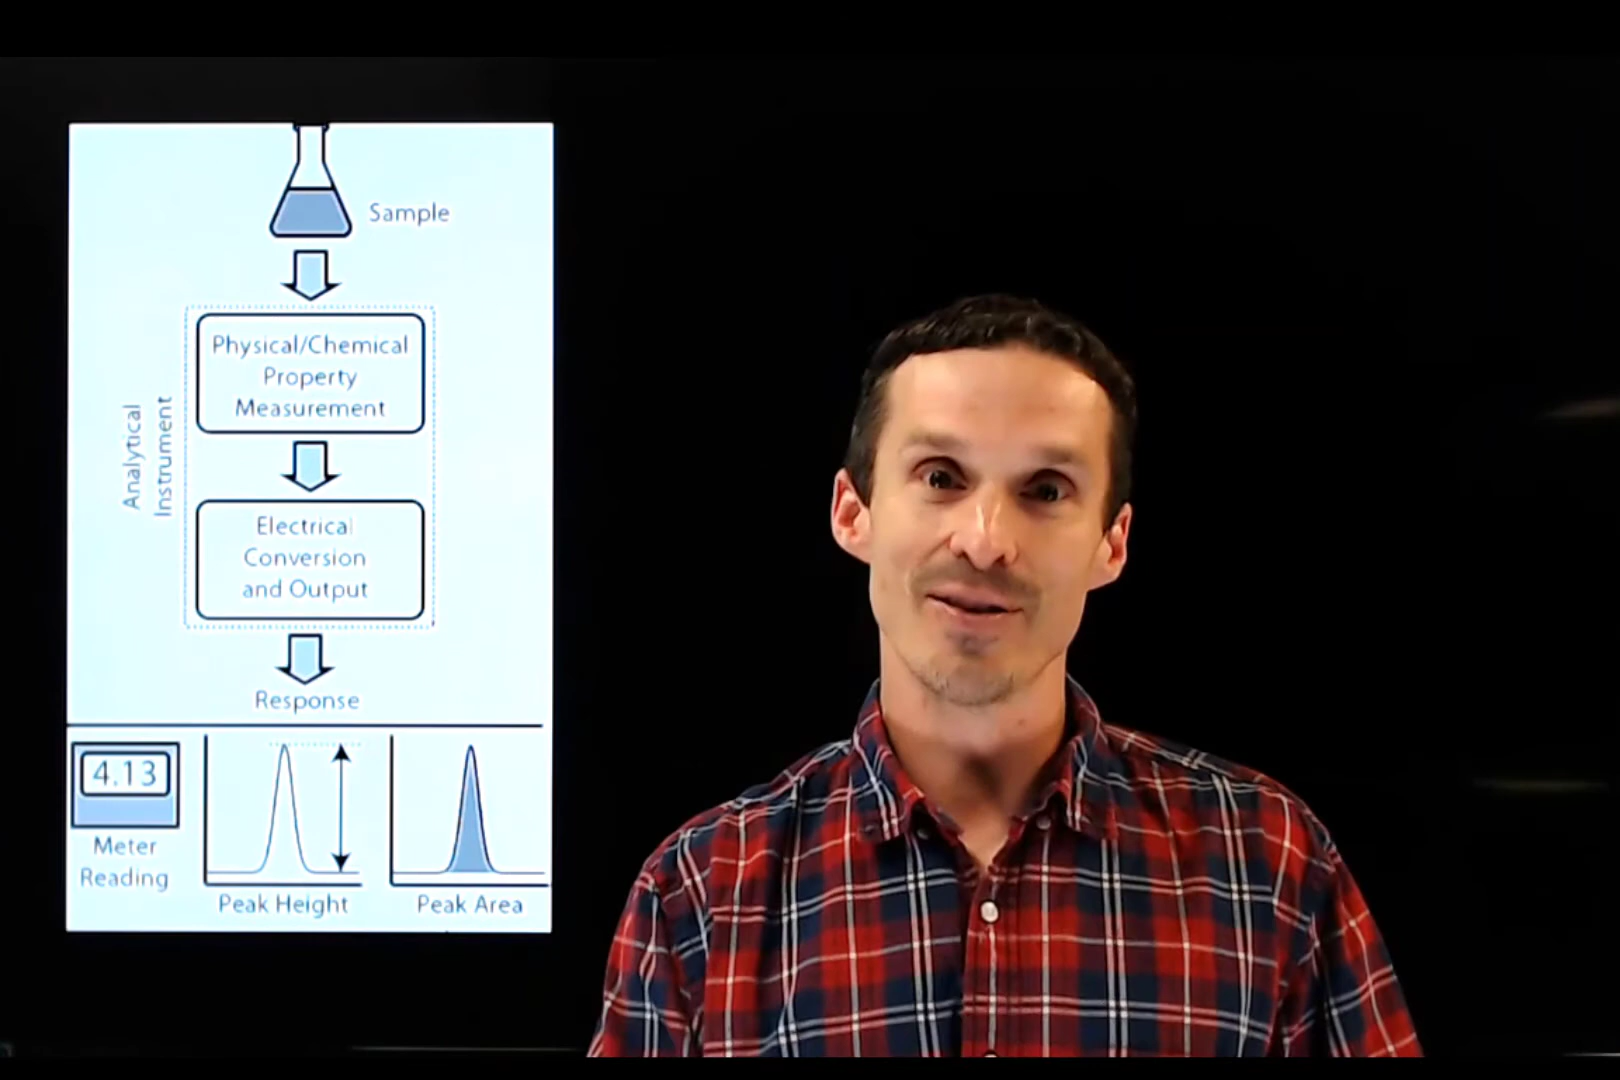 Sample
Physical/Chemical
Property
Measurement
Analytical
Instrument
Electrical
Conversion
and Output
Response
4.13
Meter
Reading
Peak Height
Peak Area